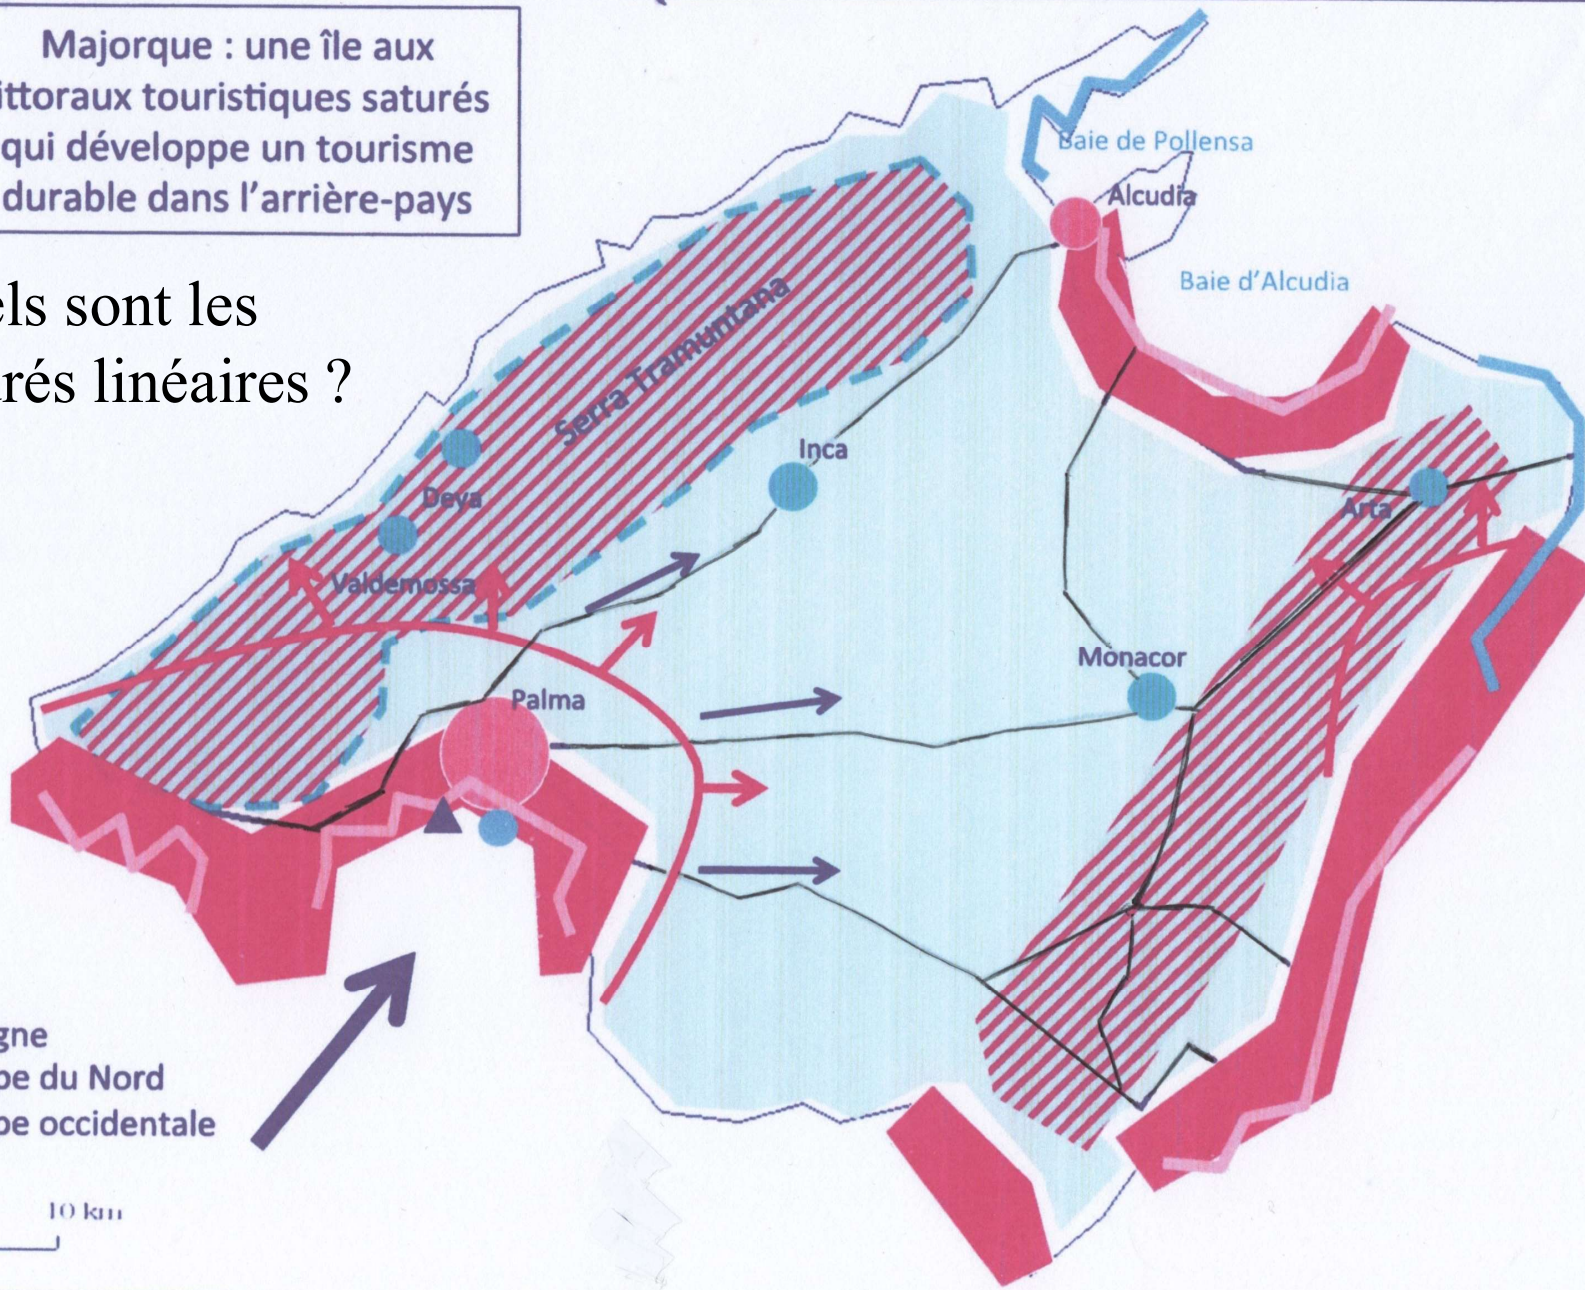 Majorque : une île aux
ittoraux touristiques saturés
qui développe un tourisme
durable dans l'arrière-pays
els sont les
rés linéaires ?
Baie de Pollensa
Alcudia
Baie d'Alcudia
Serra Tramuntana
Inca
Deya
Arta
Valdemossa
Monacor
Palma
gne
pe du Nord
pe occidentale
10 km